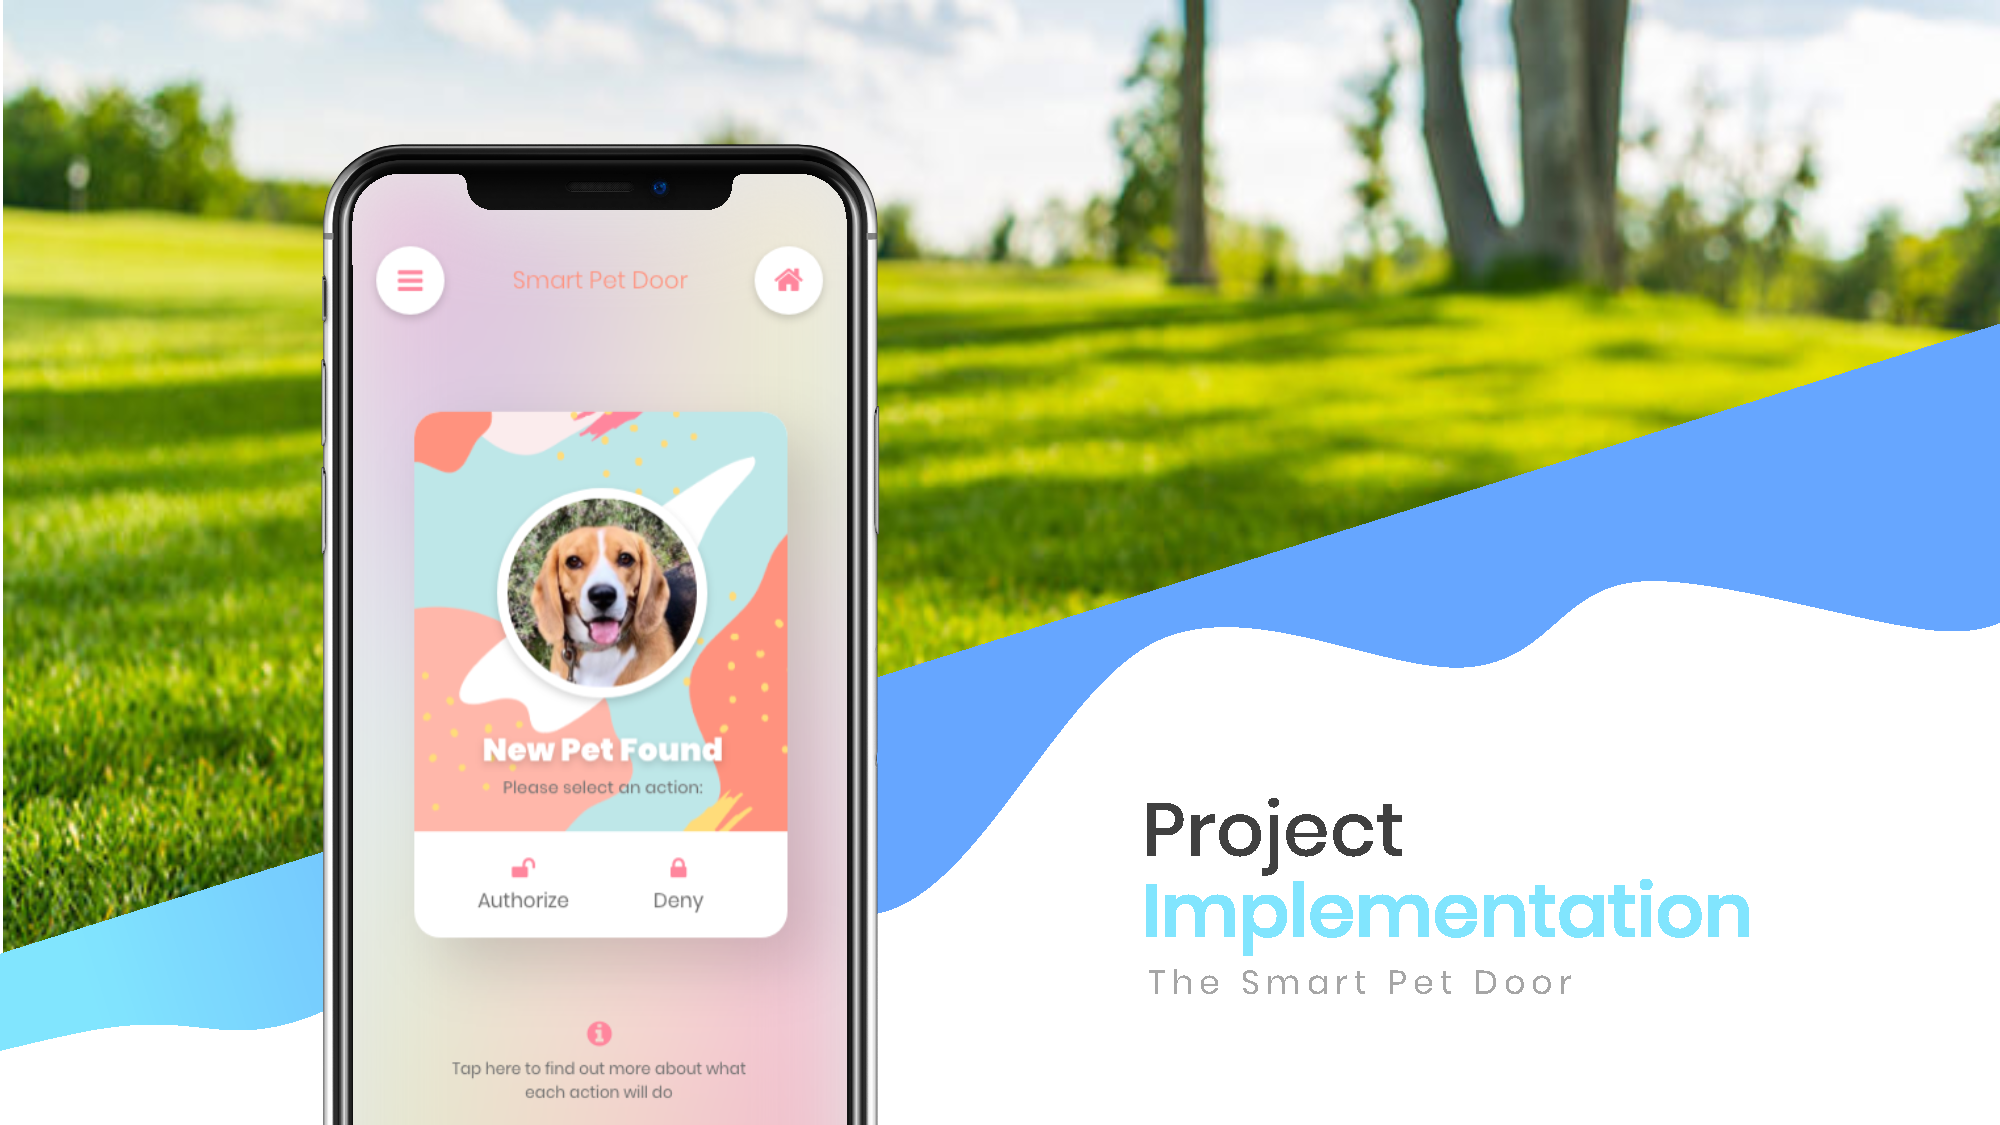 Smart Pet Door
New Pet Found
Please select an action:
Authorize
Deny
Tap here to find out more about what
each action will do
Project
Implementation
The Smart Pet Door